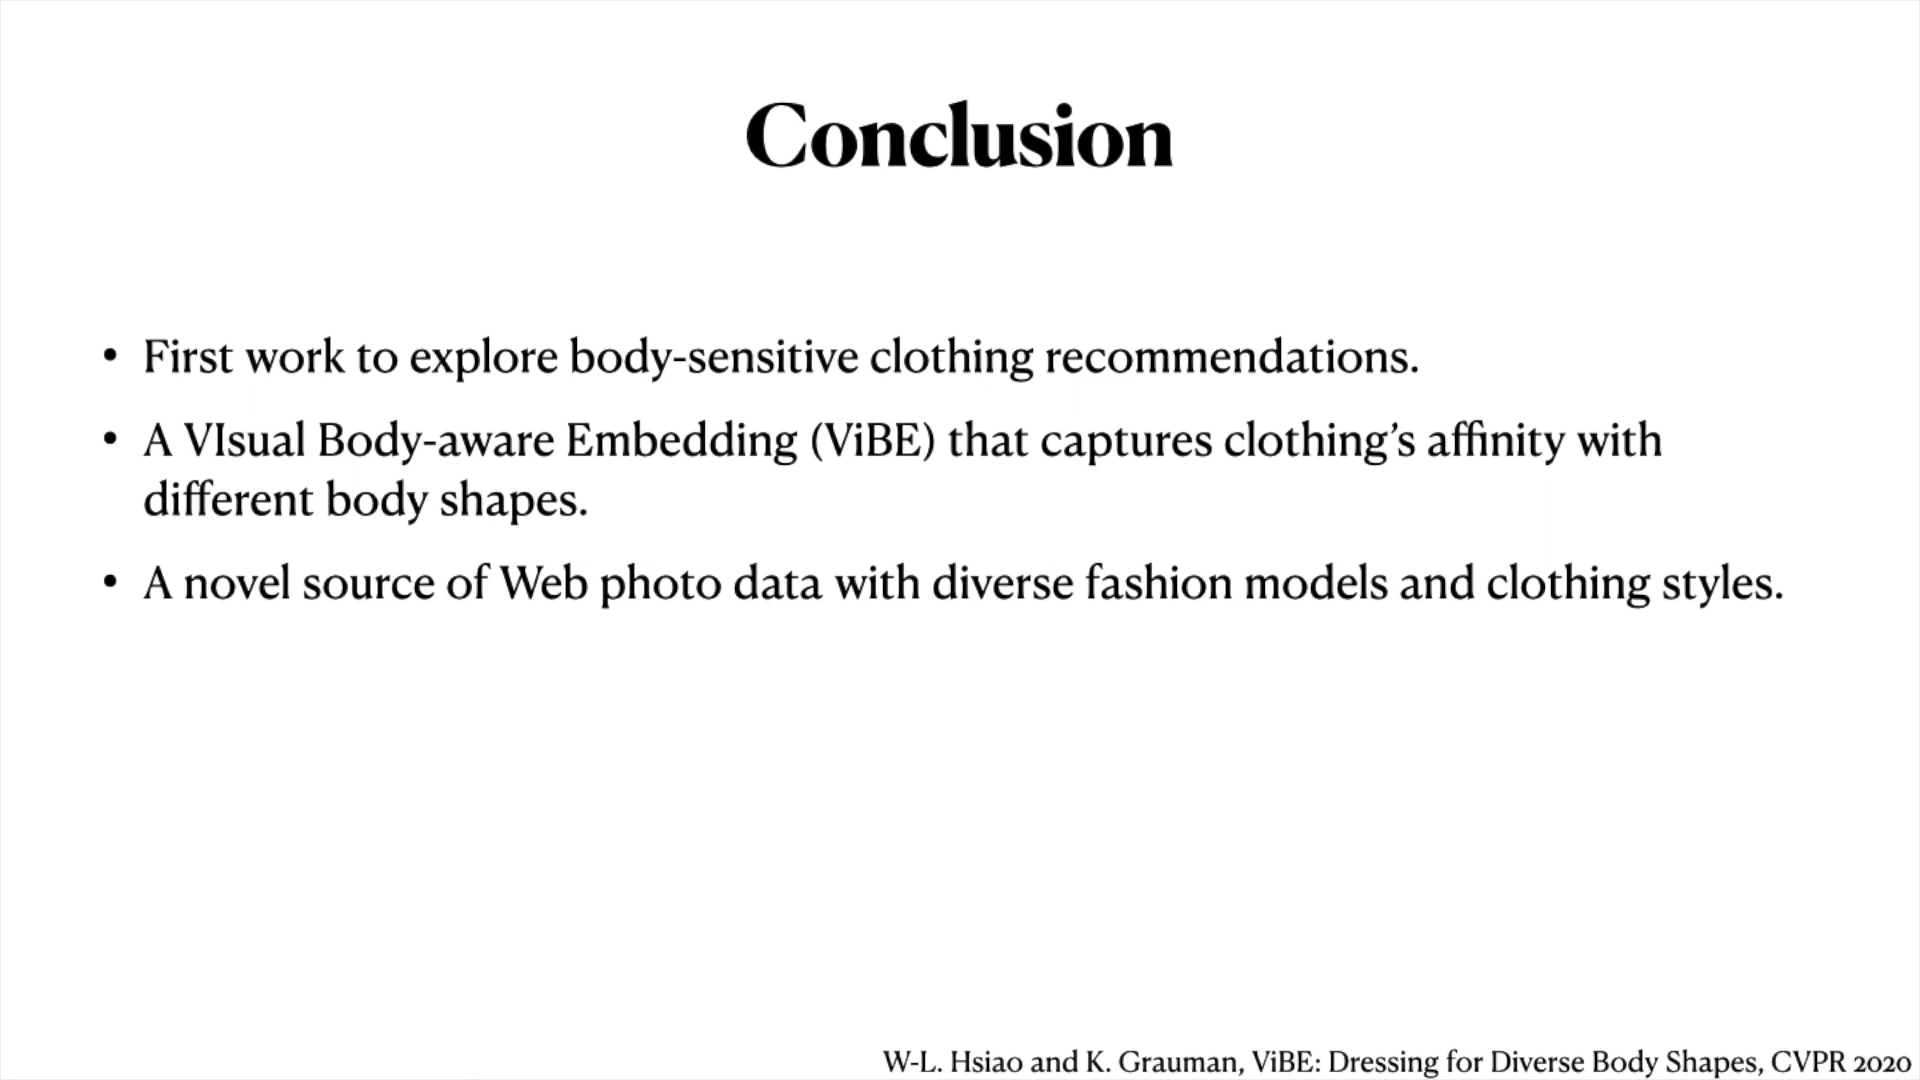 Conclusion
• First work to explore body-sensitive clothing recommendations.
• A VIsual Body-aware Embedding (ViBE) that captures clothing’s affinity with
different body shapes.
• A novel source of Web photo data with diverse fashion models and clothing styles.
W-L. Hsiao and K. Grauman, ViBE: Dressing for Diverse Body Shapes, CVPR 2020